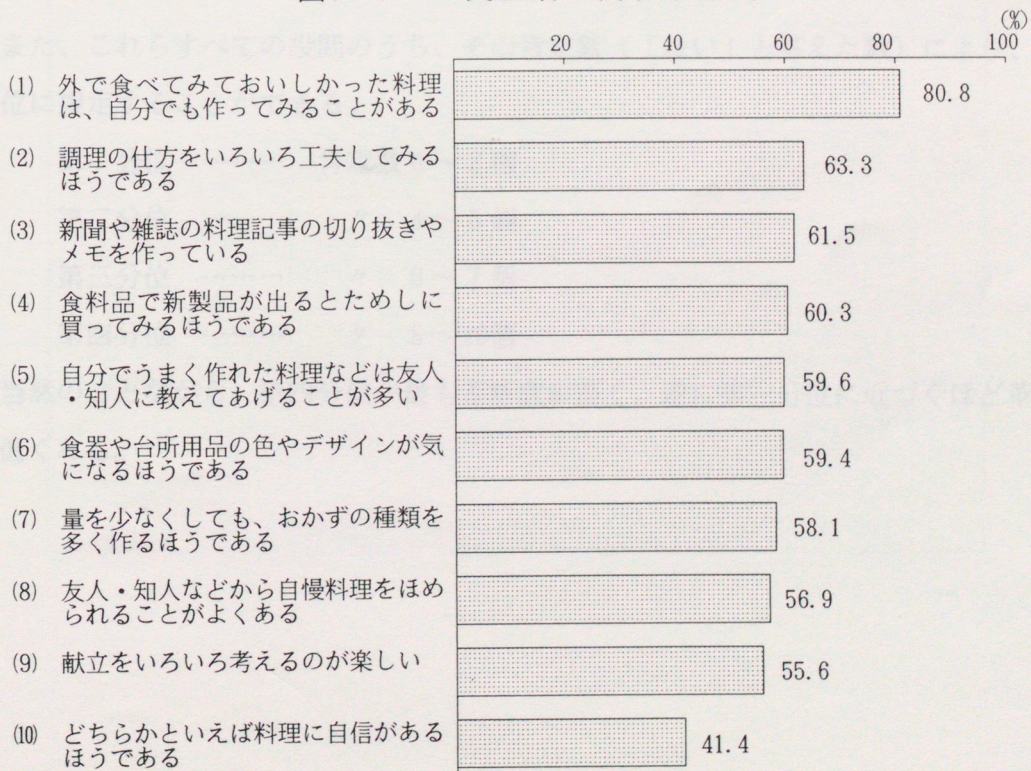 (%)
20 40 60 80 100
(1) 外で食べてみておいしかった料理
は、自分でも作ってみることがある
80.8
(2) 調理の仕方をいろいろ工夫してみる
ほうである
63.3
(3) 新聞や雑誌の料理記事の切り抜きや
メモを作っている
61.5
(4) 食料品で新製品が出るとためしに
買ってみるほうである
60.3
(5) 自分でうまく作れた料理などは友人
・知人に教えてあげることが多い
59.6
(6) 食器や台所用品の色やデザインが気
になるほうである
59.4
(7) 量を少なくしても、おかずの種類を
多く作るほうである
58.1
(8) 友人・知人などから自慢料理をほめ
られることがよくある
56.9
(9) 献立をいろいろ考えるのが楽しい
55.6
(10) どちらかといえば料理に自信がある
ほうである
41.4